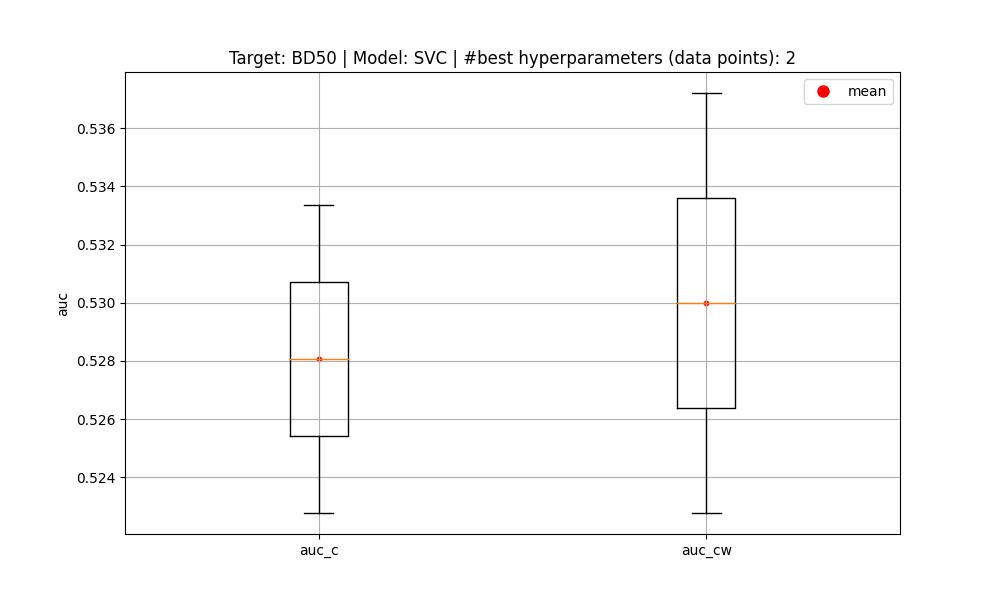 Target: BD50 | Model: SVC | #best hyperparameters (data points): 2
mean
0.536
0.534
0.532
0.530
0.528
0.526
0.524
auc
auc_c
auc_cw